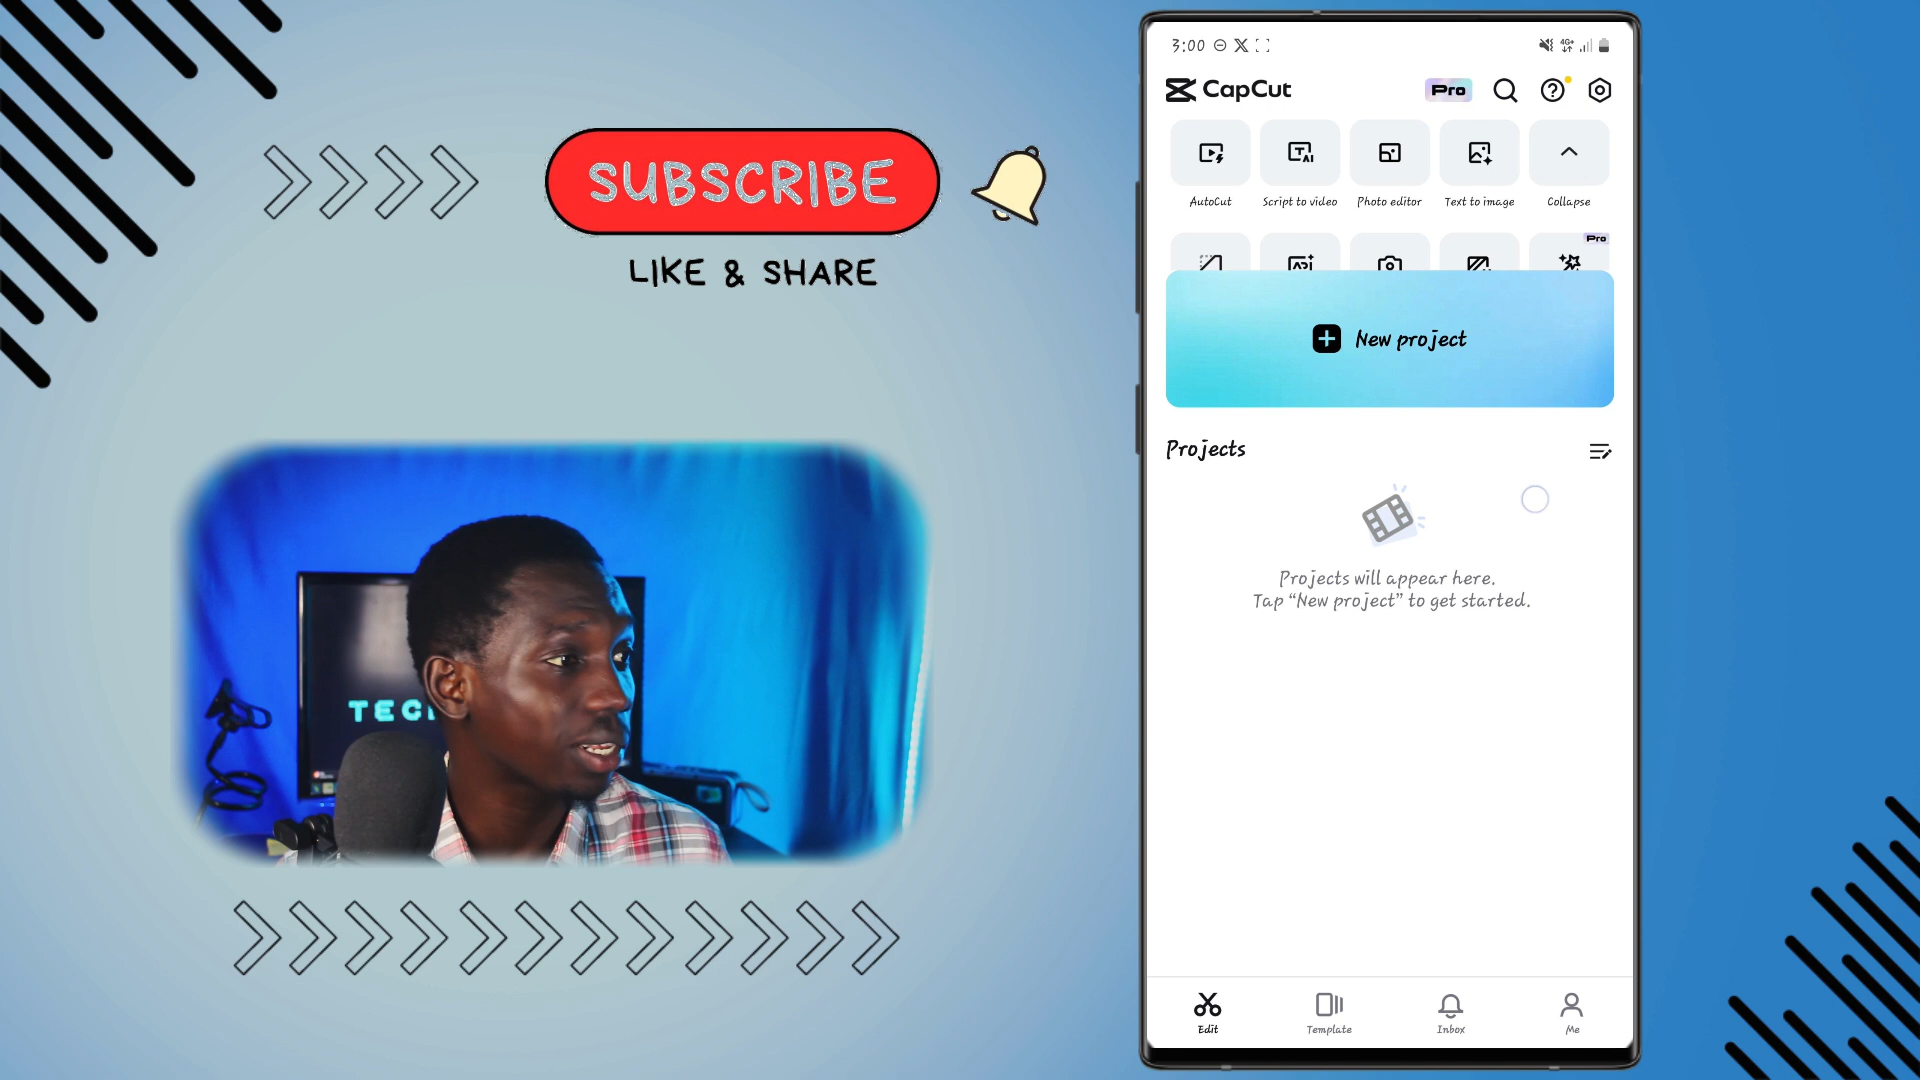 SUBSCRIBE
LIKE & SHARE
TEC
3:00
4G+
CapCut
Pro
AutoCut
Script to video
Photo editor
Text to image
Collapse
Pro
New project
Projects
Projects will appear here.
Tap “New project” to get started.
Edit
Template
Inbox
Me